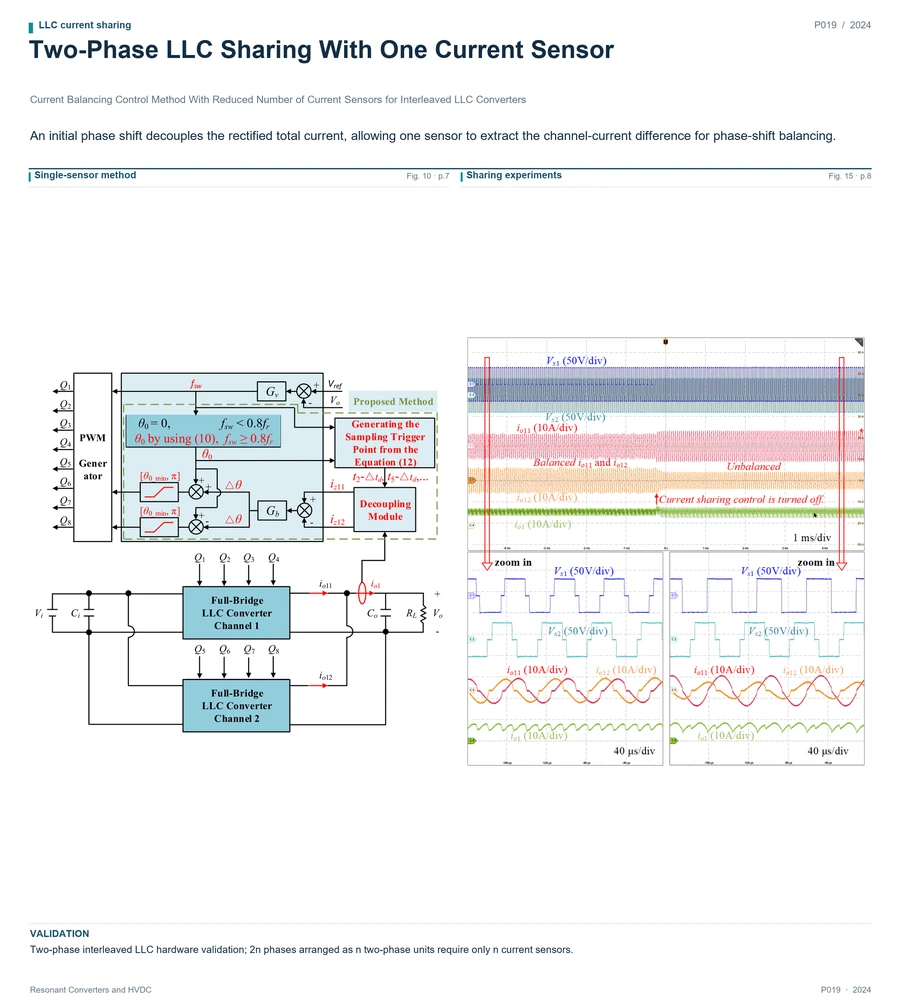 LLC current sharing
P019 / 2024
Two-Phase LLC Sharing With One Current Sensor
Current Balancing Control Method With Reduced Number of Current Sensors for Interleaved LLC Converters
An initial phase shift decouples the rectified total current, allowing one sensor to extract the channel-current difference for phase-shift balancing.
Single-sensor method
Fig. 10 · p.7
Sharing experiments
Fig. 15 · p.8
Q1
Q2
Q3
Q4
Q5
Q6
Q7
Q8
PWM
Gener
ator
fsw
Gv
+
-
Vref
Vo
Proposed Method
θ0 = 0, fsw < 0.8fr
θ0 by using (10), fsw ≥ 0.8fr
θ0
Generating the
Sampling Trigger
Point from the
Equation (12)
t2-△td, t5-△td,...
[θ0_min, π]
△θ
[θ0_min, π]
△θ
Gb
+
-
iz11
iz12
Decoupling
Module
Q1 Q2 Q3 Q4
Full-Bridge
LLC Converter
Channel 1
io11
io1
Vi
Ci
Co
RL
+
Vo
-
Q5 Q6 Q7 Q8
Full-Bridge
LLC Converter
Channel 2
io12
Vs1 (50V/div)
Vs2 (50V/div)
io11 (10A/div)
Balanced io11 and io12
Unbalanced
io12 (10A/div)
Current sharing control is turned off.
io1 (10A/div)
1 ms/div
zoom in
zoom in
Vs1 (50V/div)
Vs2 (50V/div)
io11 (10A/div)
io12 (10A/div)
io1 (10A/div)
40 μs/div
Vs1 (50V/div)
Vs2 (50V/div)
io11 (10A/div)
io12 (10A/div)
io1 (10A/div)
40 μs/div
VALIDATION
Two-phase interleaved LLC hardware validation; 2n phases arranged as n two-phase units require only n current sensors.
Resonant Converters and HVDC
P019 · 2024